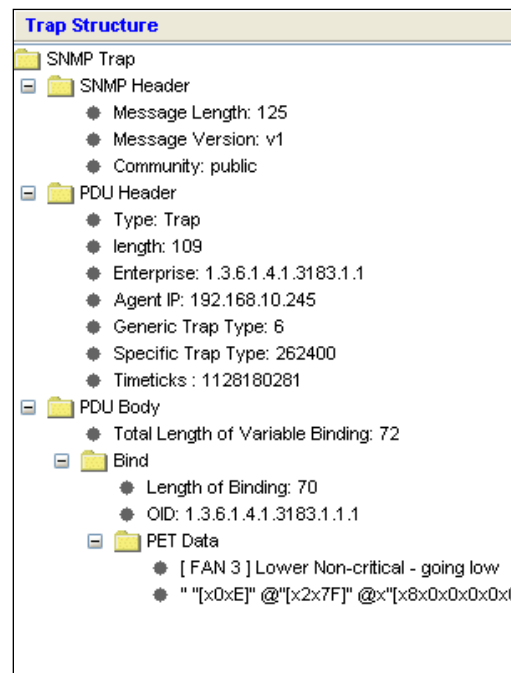 Trap Structure
SNMP Trap
SNMP Header
Message Length: 125
Message Version: v1
Community: public
PDU Header
Type: Trap
length: 109
Enterprise: 1.3.6.1.4.1.3183.1.1
Agent IP: 192.168.10.245
Generic Trap Type: 6
Specific Trap Type: 262400
Timeticks : 1128180281
PDU Body
Total Length of Variable Binding: 72
Bind
Length of Binding: 70
OID: 1.3.6.1.4.1.3183.1.1.1
PET Data
[ FAN 3 ] Lower Non-critical - going low
" "[x0xE]" @"[x2x7F]" @x"[x8x0x0x0x0x